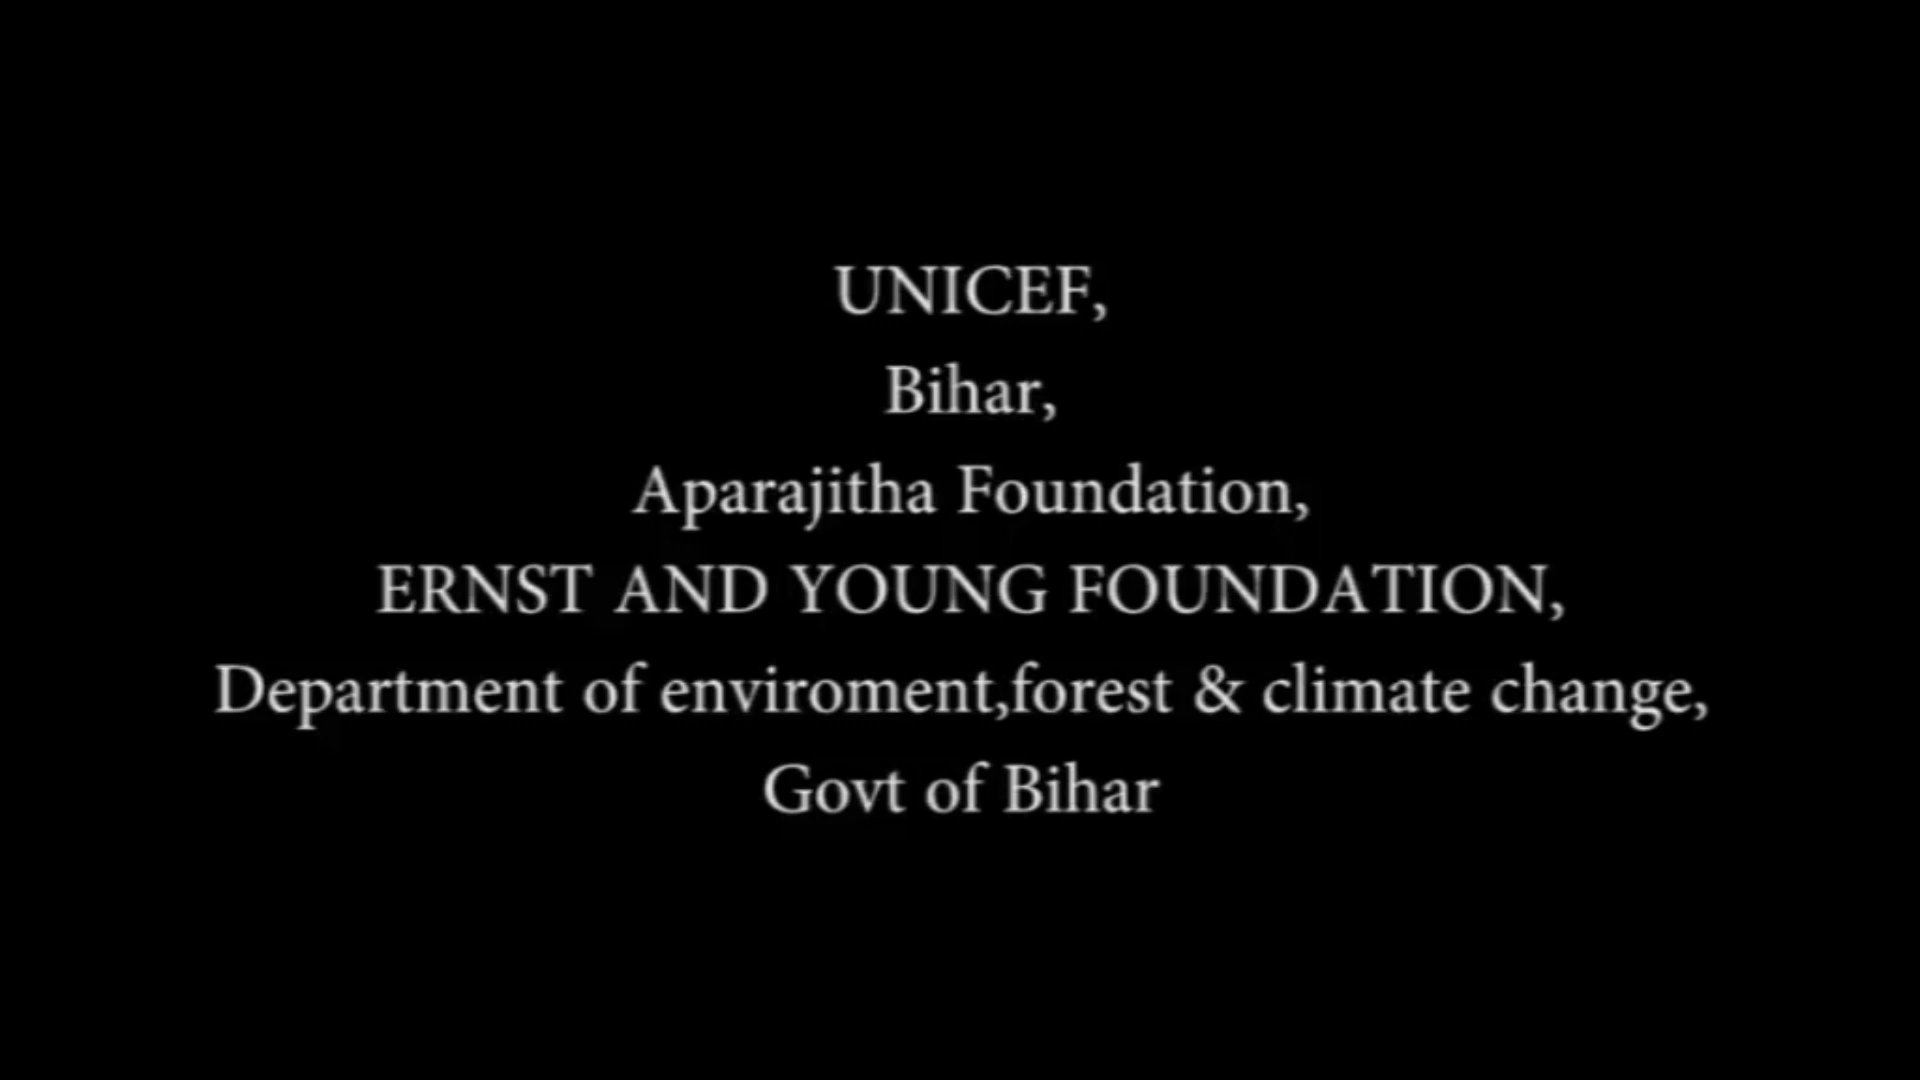 UNICEF,
Bihar,
Aparajitha Foundation,
ERNST AND YOUNG FOUNDATION,
Department of enviroment,forest & climate change,
Govt of Bihar